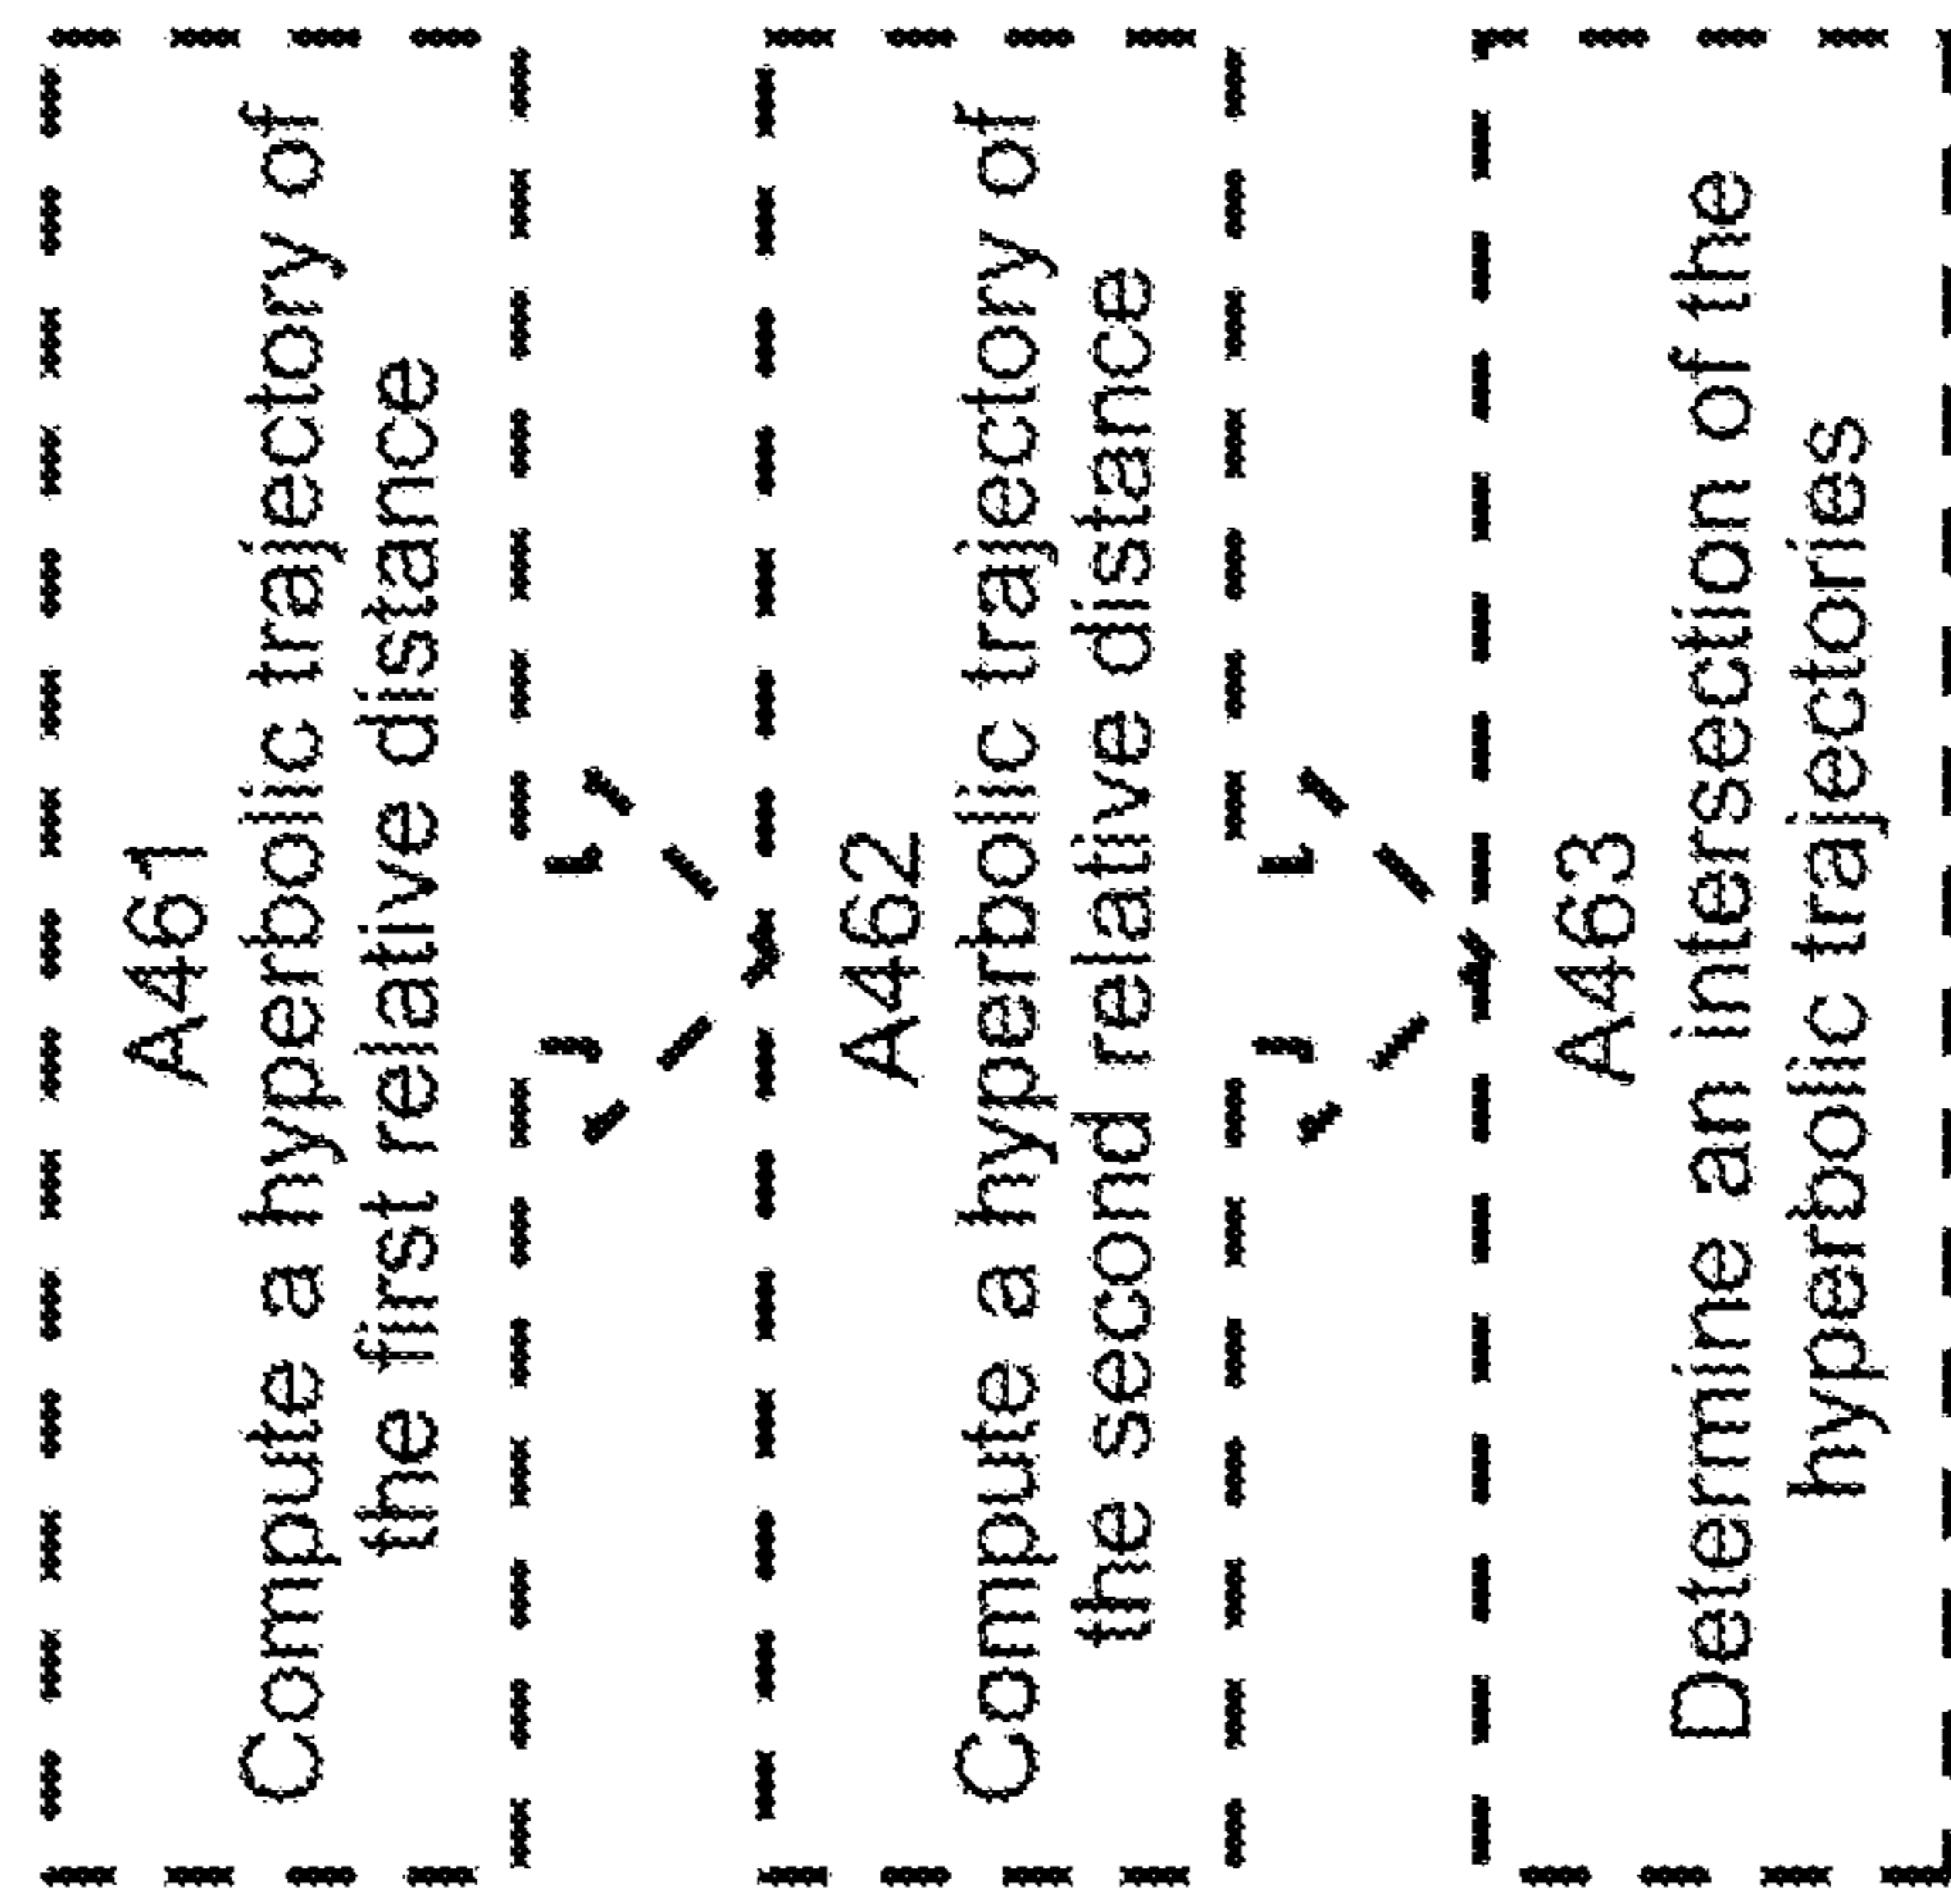 A461
Compute a hyperbolic trajectory of
the first relative distance
A462
Compute a hyperbolic trajectory of
the second relative distance
A463
Determine an intersection of the
hyperbolic trajectories